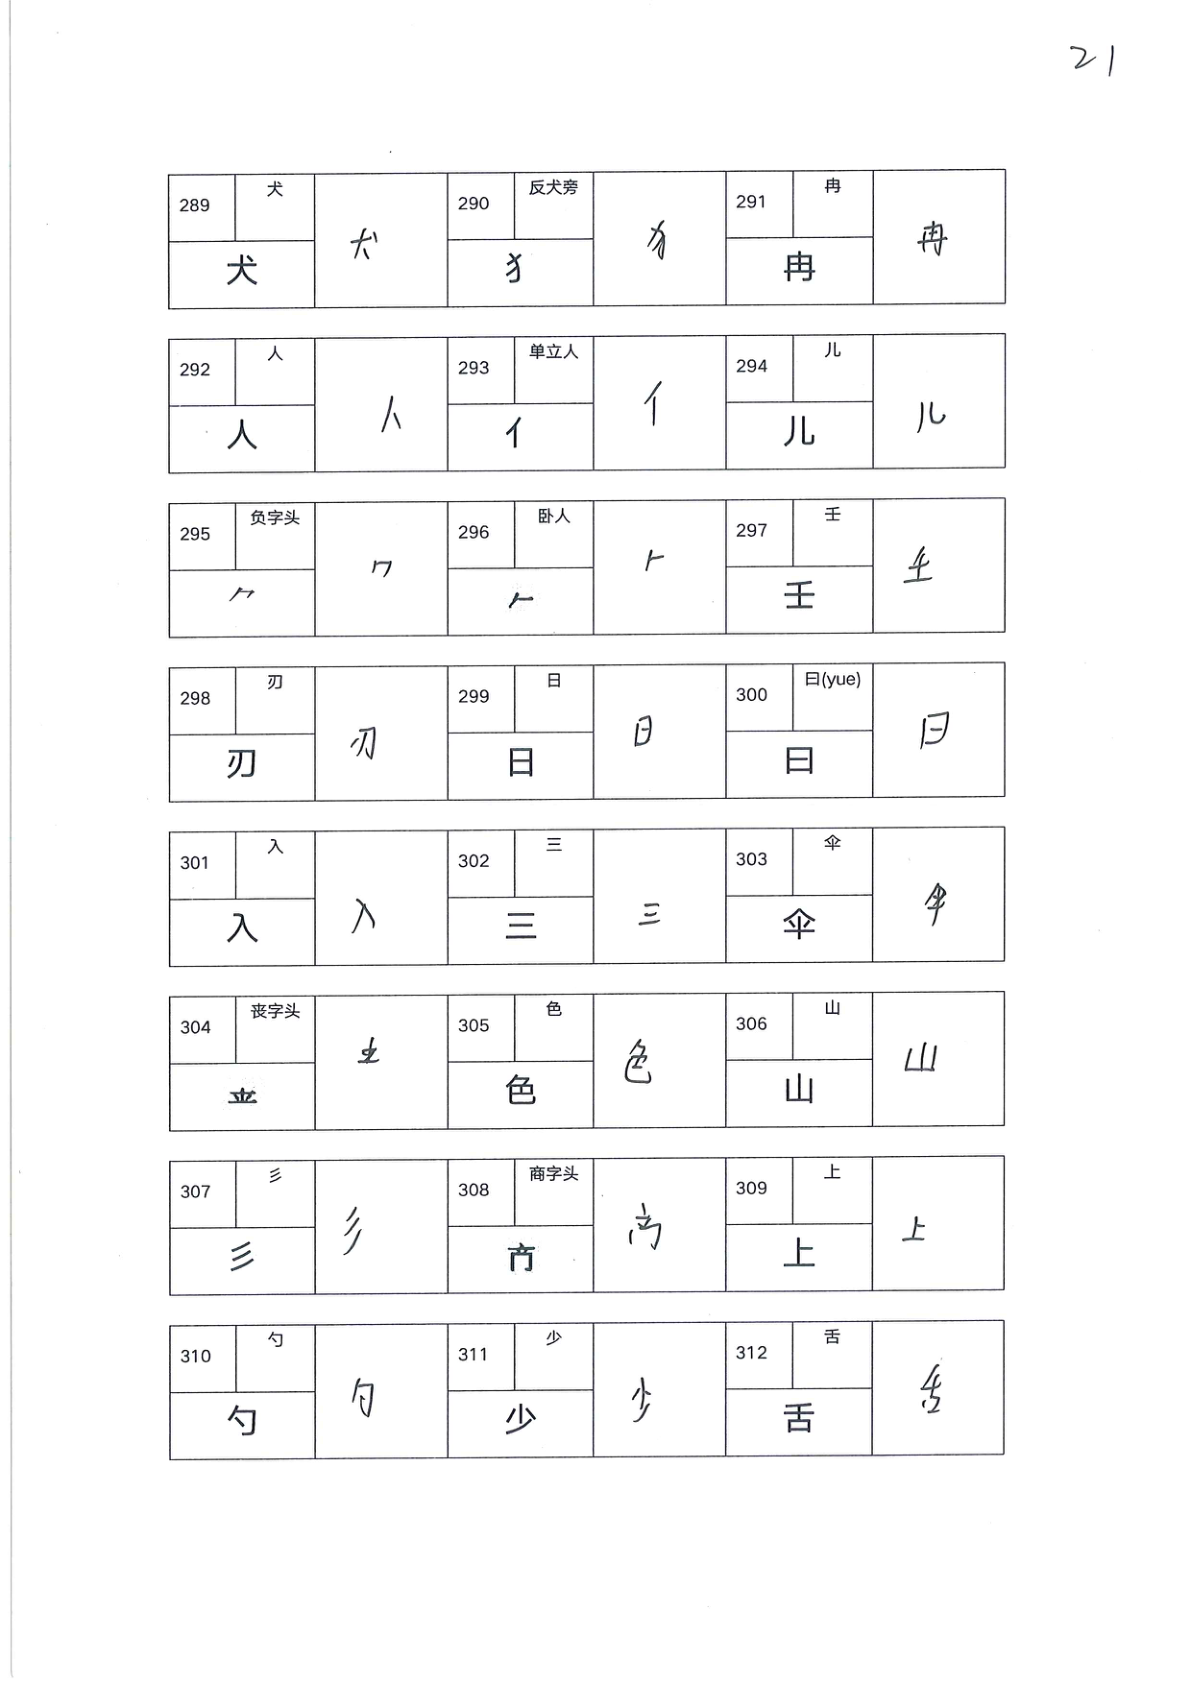 21
289 犬 犬 犬
290 反犬旁 犭 犭
291 冉 冉 冉
292 人 人 人
293 单立人 亻 亻
294 儿 儿 儿
295 负字头 ⺈ ⺈
296 卧人 𠂉 𠂉
297 壬 壬 壬
298 刃 刃 刃
299 日 日 日
300 曰(yue) 曰 曰
301 入 入 入
302 三 三 三
303 伞 伞 伞
304 丧字头
305 色 色 色
306 山 山 山
307 彡 彡 彡
308 商字头
309 上 上 上
310 勺 勺 勺
311 少 少 少
312 舌 舌 舌